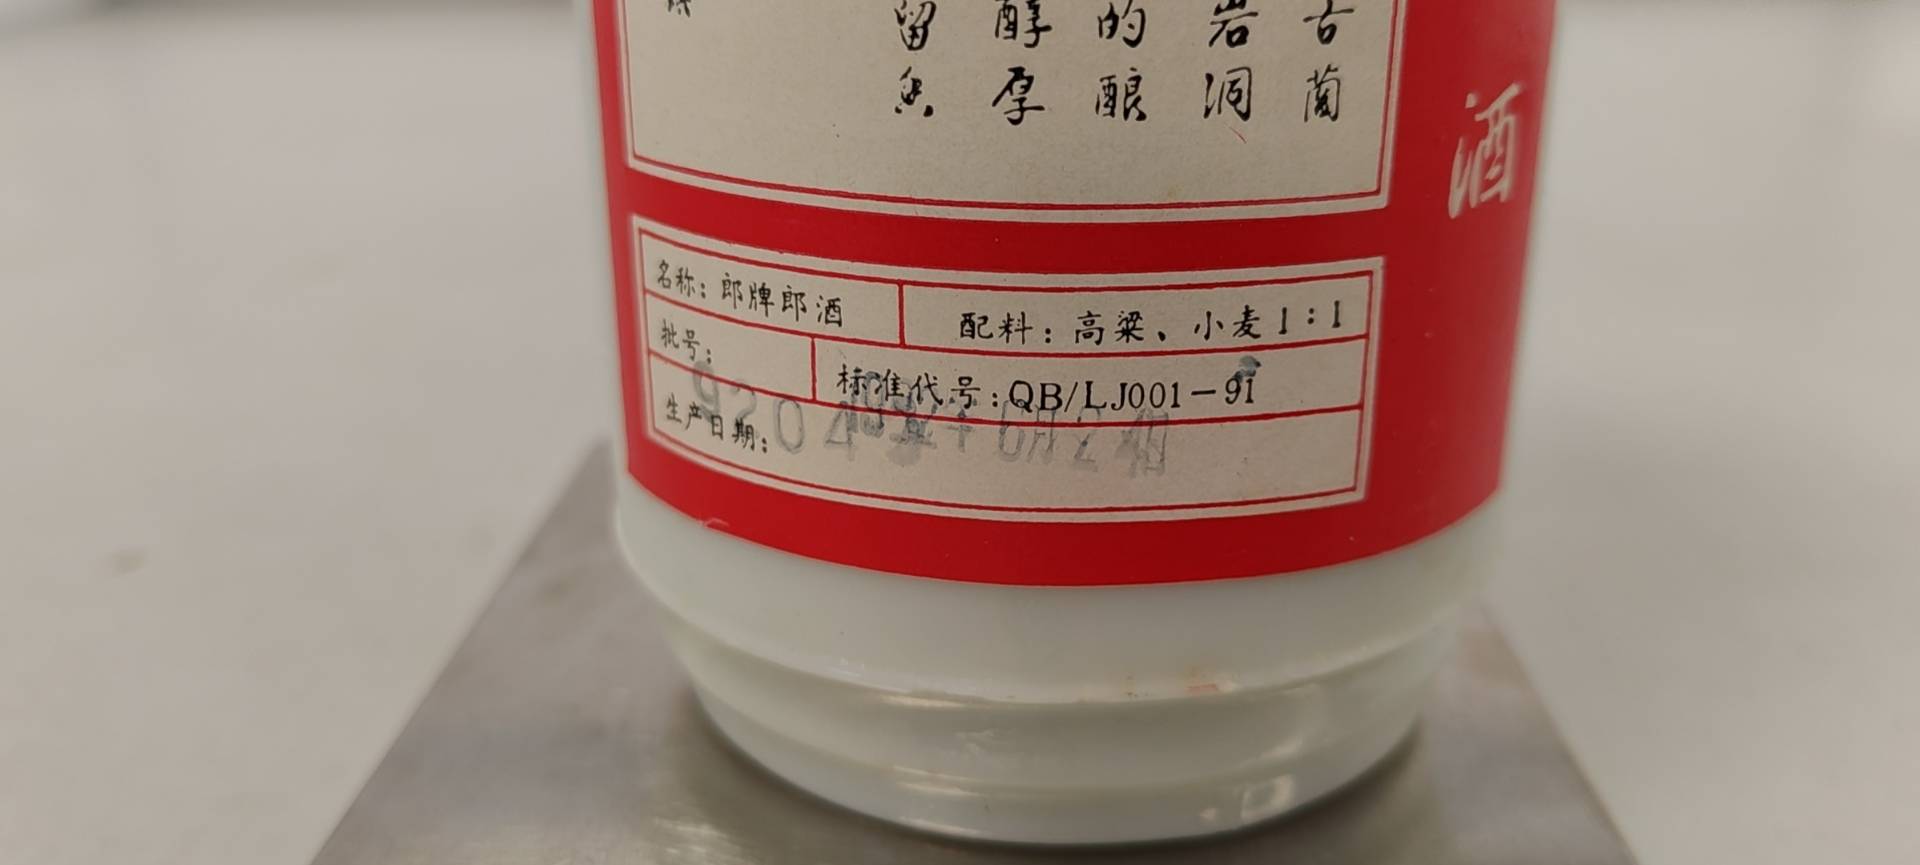 古蔺
岩洞
的酿
醇厚
留
酒
名称：郎牌郎酒
配料：高粱、小麦1:1
批号：
标准代号：QB/LJ001-91
生产日期：